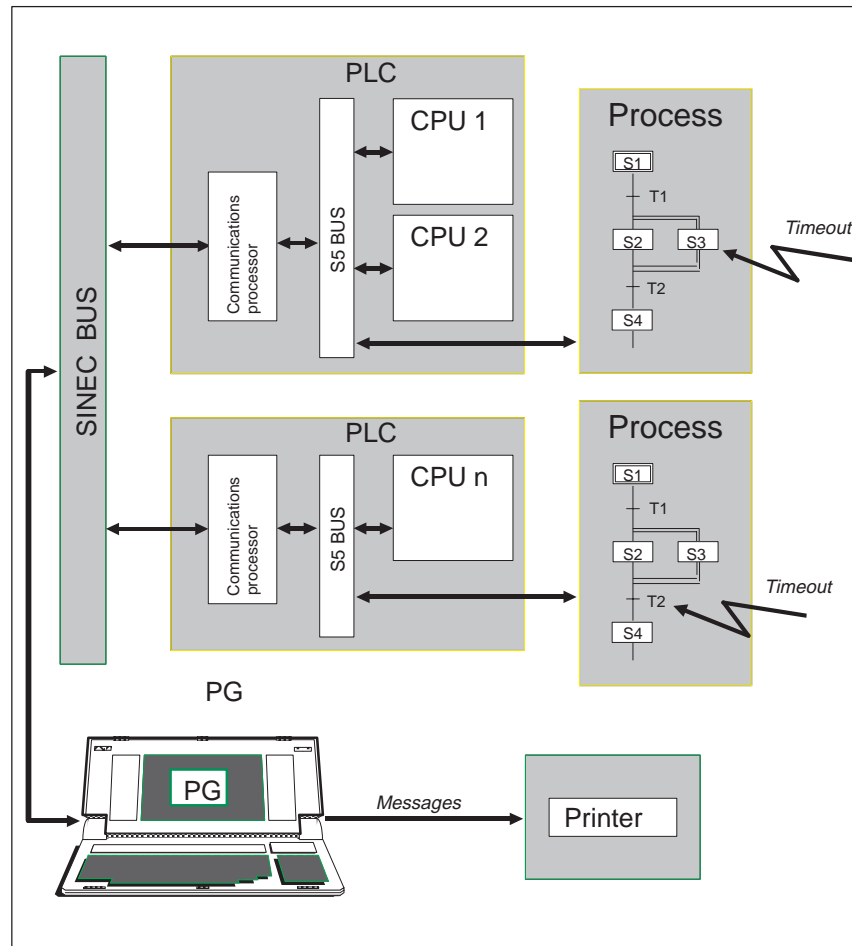 SINEC BUS
PLC
Communications
processor
S5 BUS
CPU 1
CPU 2
Process
S1
T1
S2
S3
T2
S4
Timeout
PLC
Communications
processor
S5 BUS
CPU n
Process
S1
T1
S2
S3
T2
S4
Timeout
PG
PG
Messages
Printer